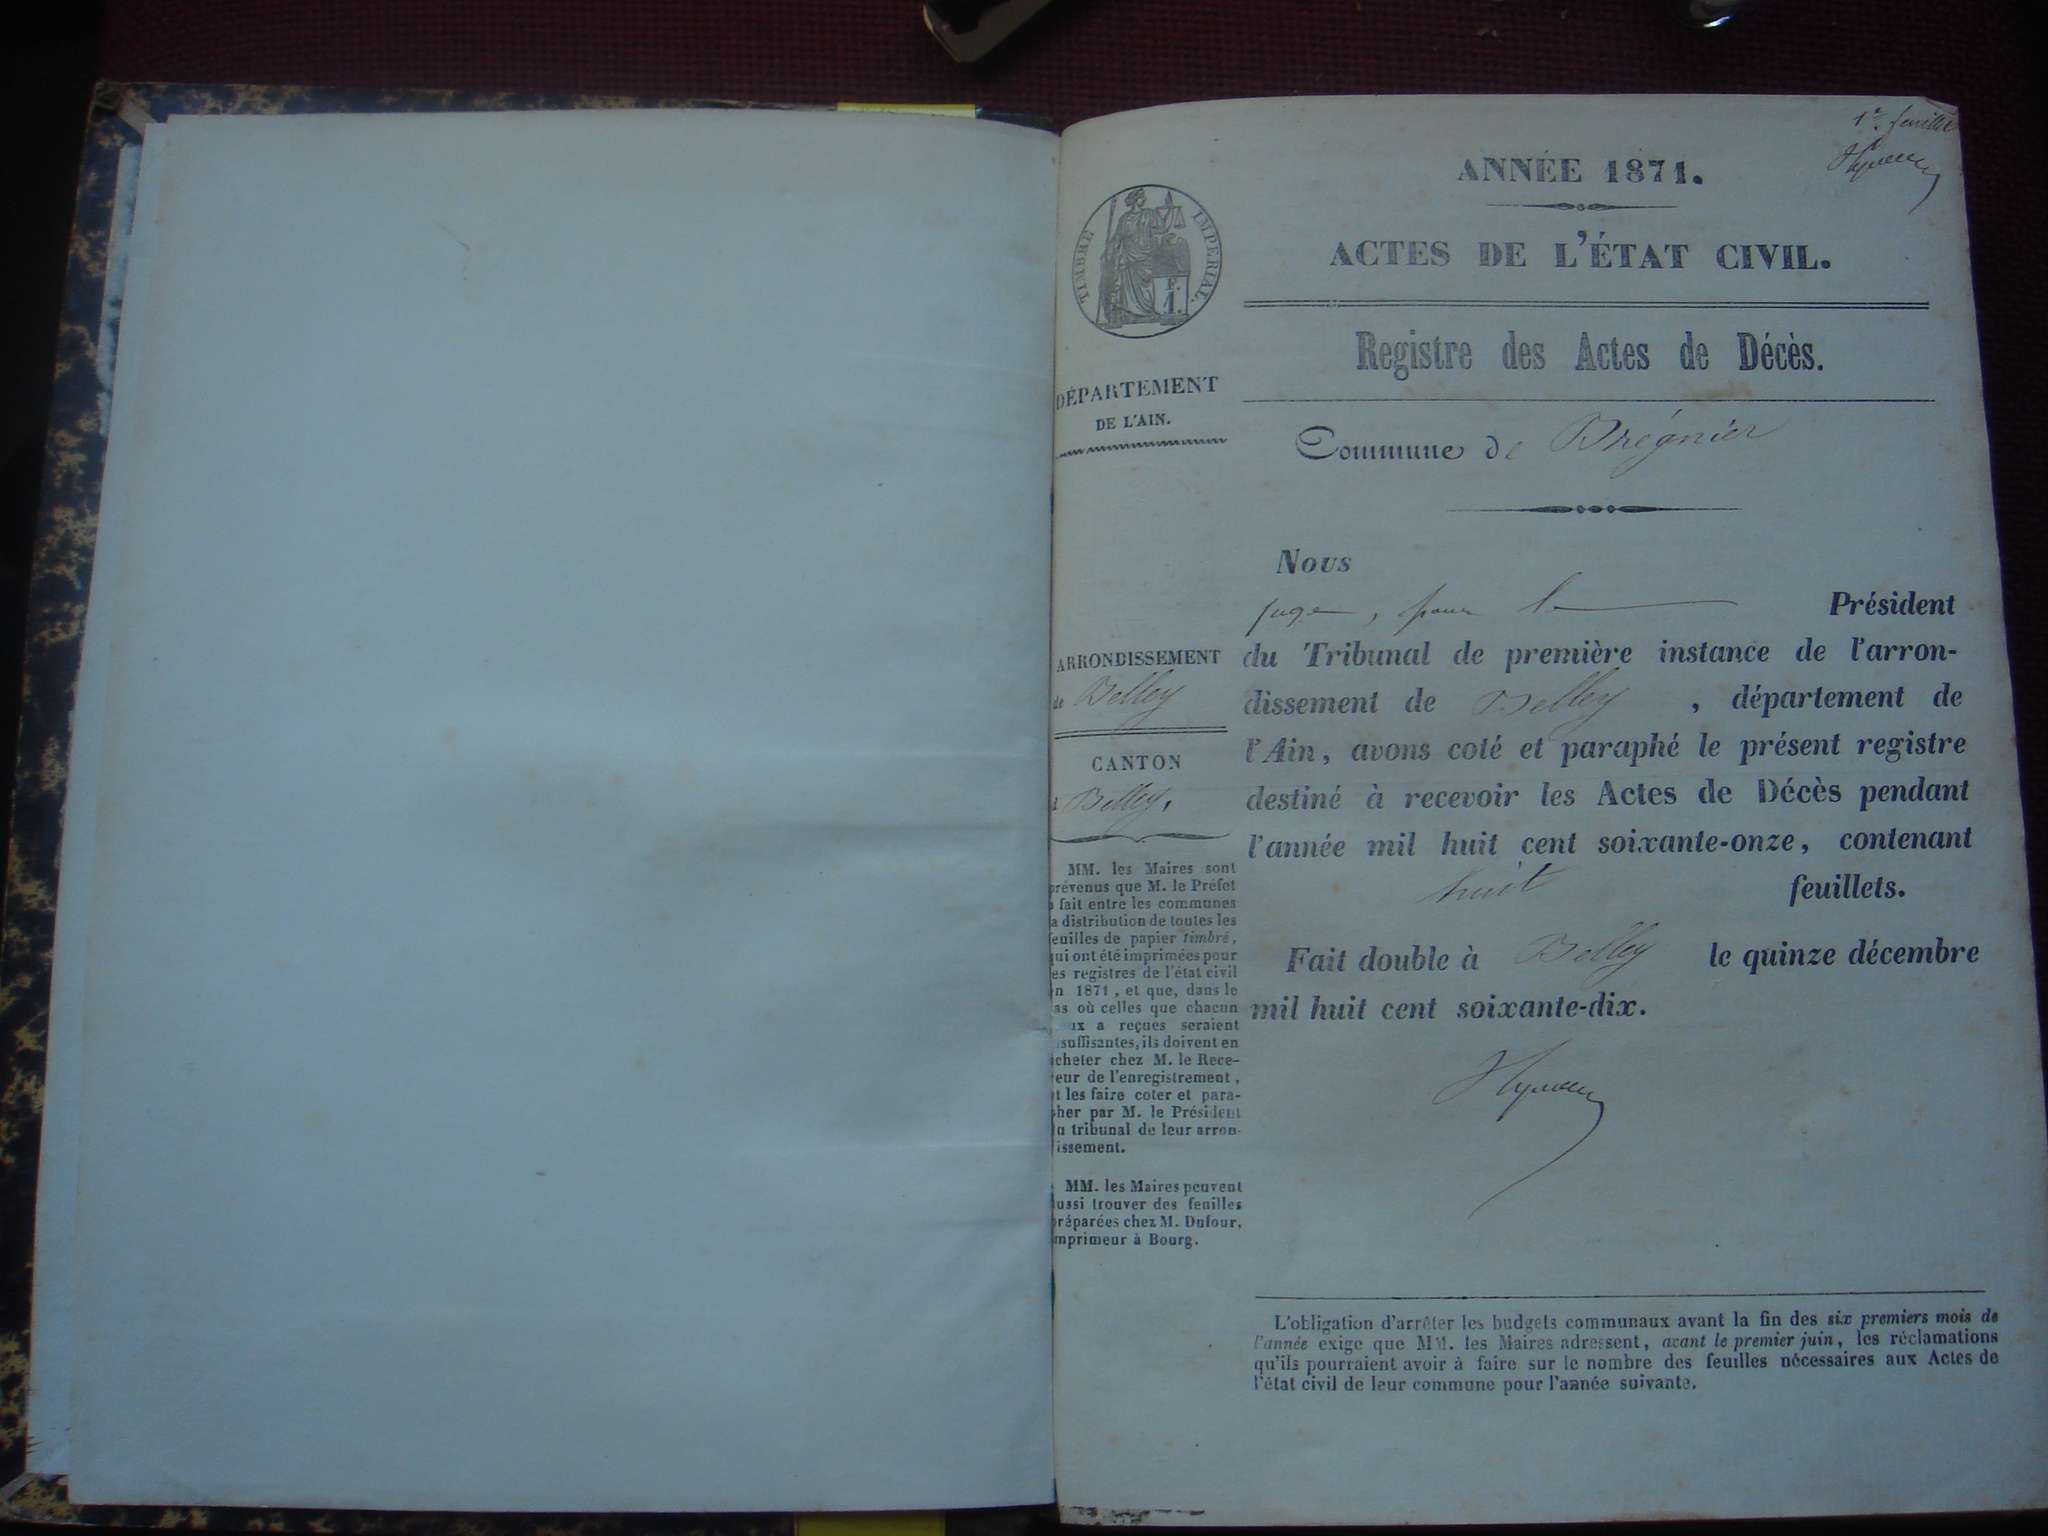 1er feuillet
ANNÉE 1871.
TIMBRE IMPÉRIAL.
F.
1.
ACTES DE L'ÉTAT CIVIL.
Registre des Actes de Décès.
DÉPARTEMENT
DE L'AIN.
Commune de Brégnier
Nous
juge, pour le Président
du Tribunal de première instance de l'arron-
dissement de Belley, département de
l'Ain, avons coté et paraphé le présent registre
destiné à recevoir les Actes de Décès pendant
l'année mil huit cent soixante-onze, contenant
huit feuillets.
Fait double à Belley le quinze décembre
mil huit cent soixante-dix.
ARRONDISSEMENT
de Belley
CANTON
d Belley.
MM. les Maires sont
prévenus que M. le Préfet
a fait entre les communes
la distribution de toutes les
feuilles de papier timbré,
qui ont été imprimées pour
les registres de l'état civil
en 1871, et que, dans le
cas où celles que chacun
eux a reçues seraient
suffisantes, ils doivent en
acheter chez M. le Rece-
veur de l'enregistrement,
et les faire coter et para-
pher par M. le Président
du tribunal de leur arron-
dissement.
MM. les Maires peuvent
aussi trouver des feuilles
préparées chez M. Dufour,
imprimeur à Bourg.
L'obligation d'arrêter les budgets communaux avant la fin des six premiers mois de
l'année exige que MM. les Maires adressent, avant le premier juin, les réclamations
qu'ils pourraient avoir à faire sur le nombre des feuilles nécessaires aux Actes de
l'état civil de leur commune pour l'année suivante.